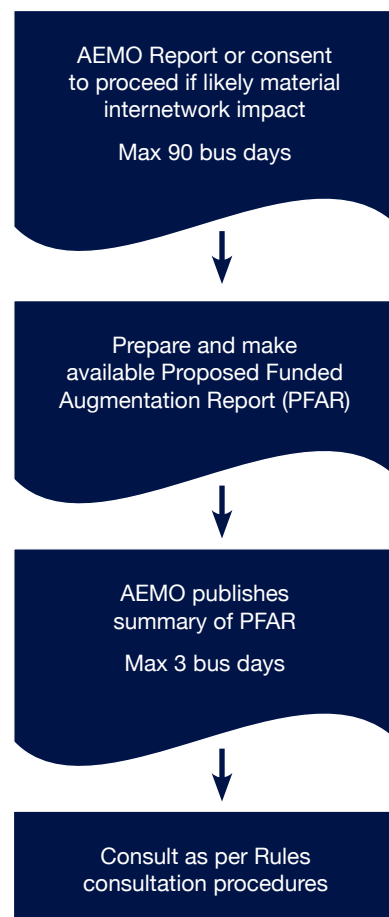 AEMO Report or consent
to proceed if likely material
internetwork impact
Max 90 bus days
Prepare and make
available Proposed Funded
Augmentation Report (PFAR)
AEMO publishes
summary of PFAR
Max 3 bus days
Consult as per Rules
consultation procedures